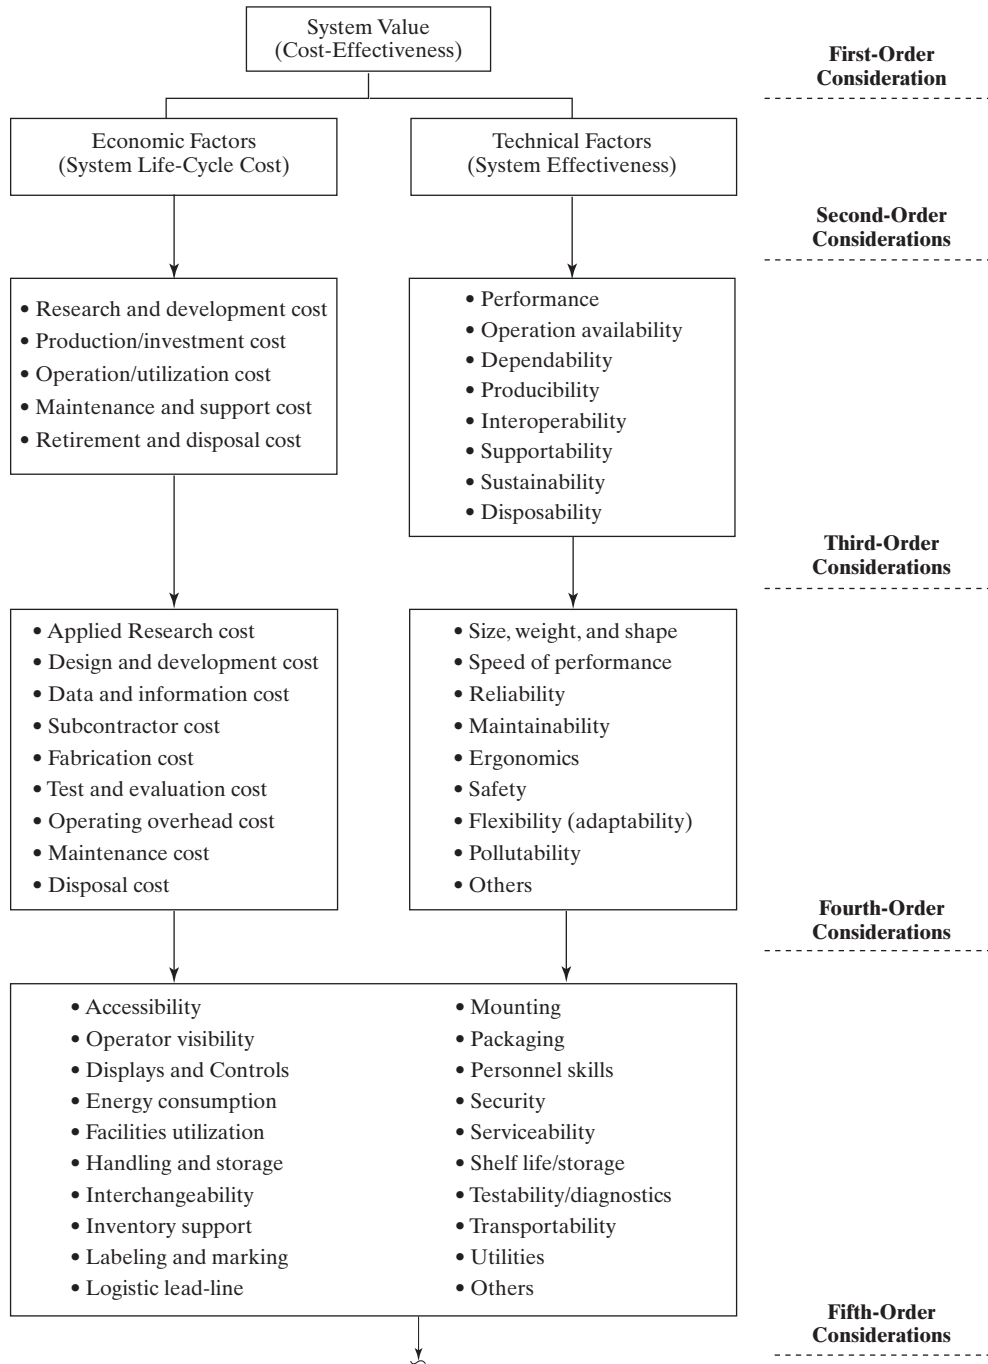 System Value
(Cost-Effectiveness)
First-Order
Consideration
Economic Factors
(System Life-Cycle Cost)
Technical Factors
(System Effectiveness)
Second-Order
Considerations
• Research and development cost
• Production/investment cost
• Operation/utilization cost
• Maintenance and support cost
• Retirement and disposal cost
• Performance
• Operation availability
• Dependability
• Producibility
• Interoperability
• Supportability
• Sustainability
• Disposability
Third-Order
Considerations
• Applied Research cost
• Design and development cost
• Data and information cost
• Subcontractor cost
• Fabrication cost
• Test and evaluation cost
• Operating overhead cost
• Maintenance cost
• Disposal cost
• Size, weight, and shape
• Speed of performance
• Reliability
• Maintainability
• Ergonomics
• Safety
• Flexibility (adaptability)
• Pollutability
• Others
Fourth-Order
Considerations
• Accessibility
• Operator visibility
• Displays and Controls
• Energy consumption
• Facilities utilization
• Handling and storage
• Interchangeability
• Inventory support
• Labeling and marking
• Logistic lead-line
• Mounting
• Packaging
• Personnel skills
• Security
• Serviceability
• Shelf life/storage
• Testability/diagnostics
• Transportability
• Utilities
• Others
Fifth-Order
Considerations